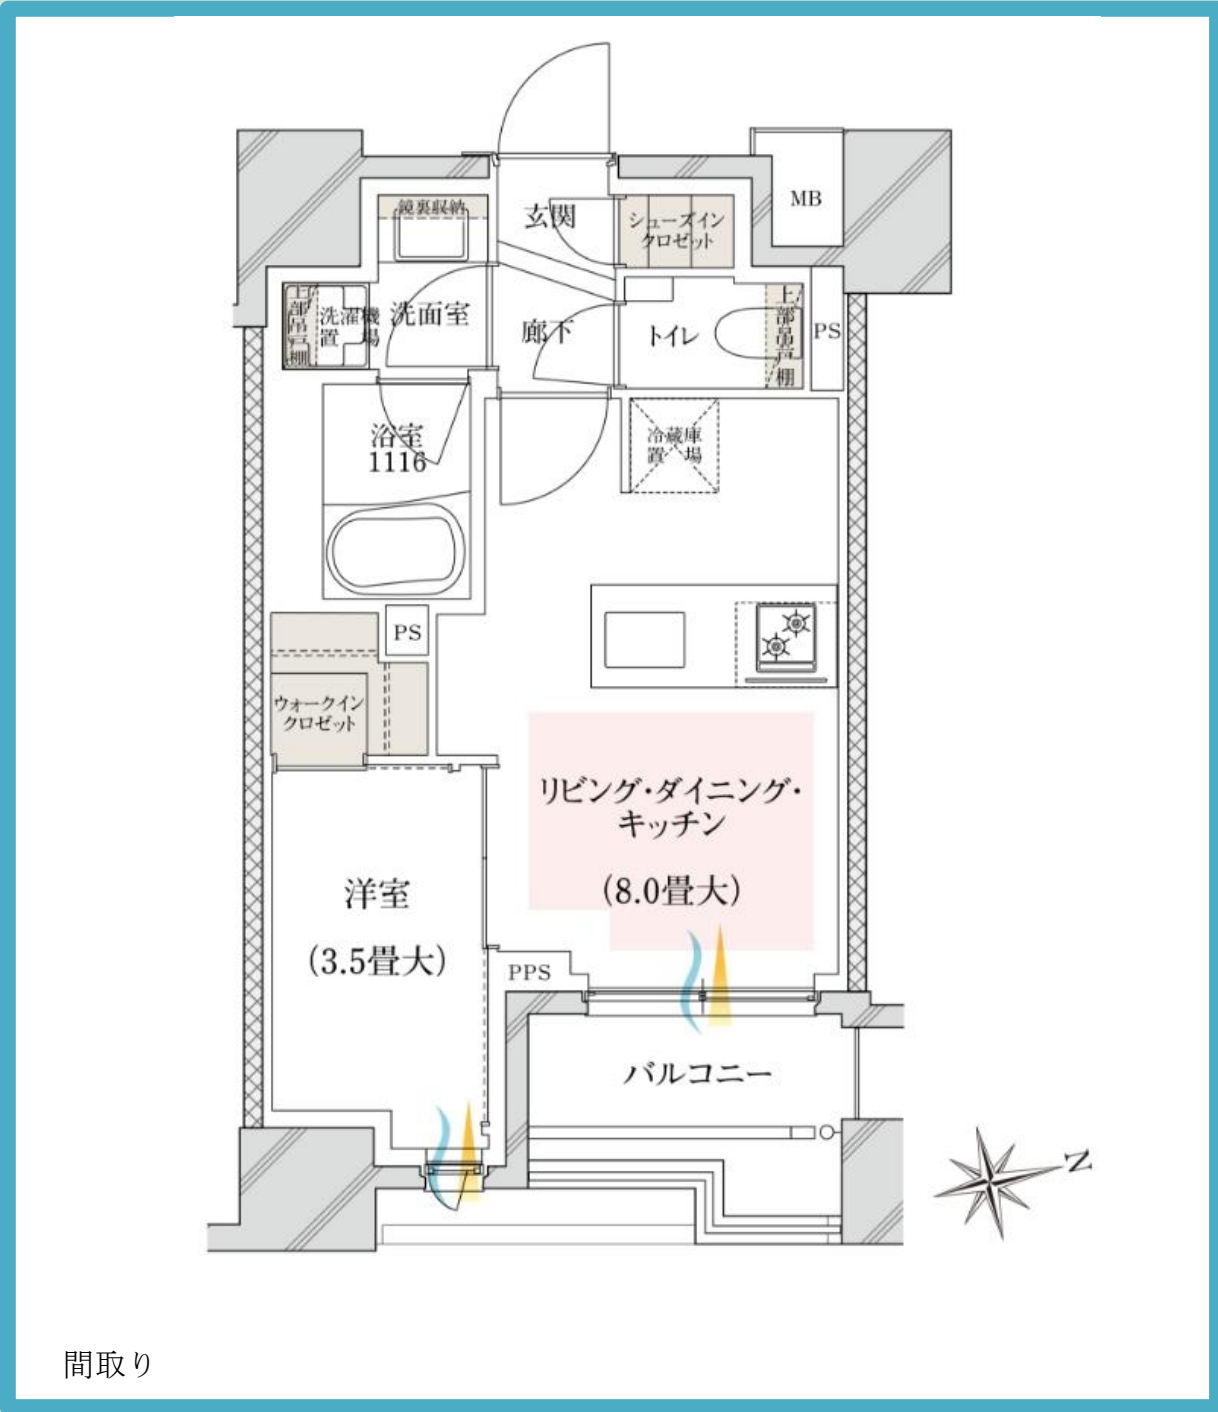 MB
鏡裏収納
玄関
シューズイン
クロゼット
上部吊戸棚
洗濯機
置　場
洗面室
廊下
トイレ
上部吊戸棚
PS
浴室
1116
冷蔵庫
置　場
PS
ウォークイン
クロゼット
リビング・ダイニング・
キッチン
(8.0畳大)
洋室
(3.5畳大)
PPS
バルコニー
N
間取り